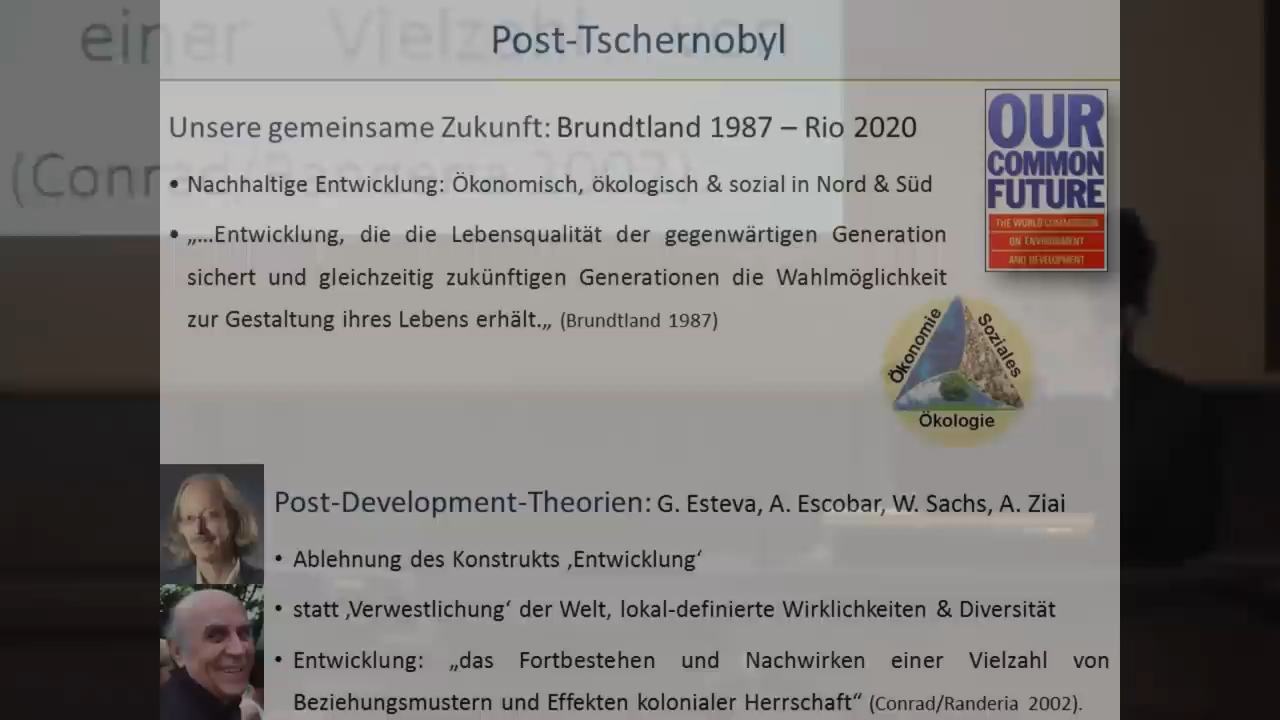 einer Vielzahl von
(Conrad/Randeria 2002)
Post-Tschernobyl
Unsere gemeinsame Zukunft: Brundtland 1987 – Rio 2020
• Nachhaltige Entwicklung: Ökonomisch, ökologisch & sozial in Nord & Süd
• „…Entwicklung, die die Lebensqualität der gegenwärtigen Generation
sichert und gleichzeitig zukünftigen Generationen die Wahlmöglichkeit
zur Gestaltung ihres Lebens erhält.„ (Brundtland 1987)
OUR
COMMON
FUTURE
THE WORLD COMMISSION
ON ENVIRONMENT
AND DEVELOPMENT
Ökonomie
Soziales
Ökologie
Post-Development-Theorien: G. Esteva, A. Escobar, W. Sachs, A. Ziai
• Ablehnung des Konstrukts ‚Entwicklung‘
• statt ‚Verwestlichung‘ der Welt, lokal-definierte Wirklichkeiten & Diversität
• Entwicklung: „das Fortbestehen und Nachwirken einer Vielzahl von
Beziehungsmustern und Effekten kolonialer Herrschaft“ (Conrad/Randeria 2002).